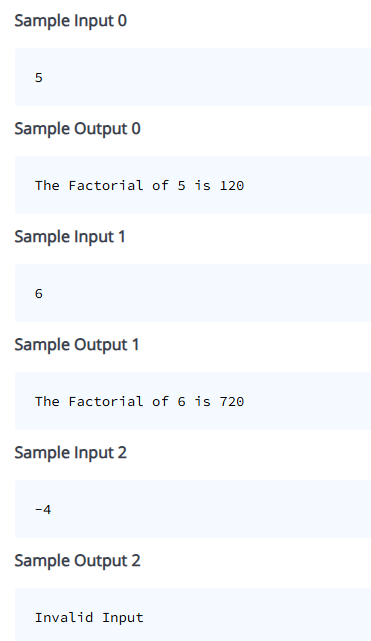 Sample Input 0
5
Sample Output 0
The Factorial of 5 is 120
Sample Input 1
6
Sample Output 1
The Factorial of 6 is 720
Sample Input 2
-4
Sample Output 2
Invalid Input